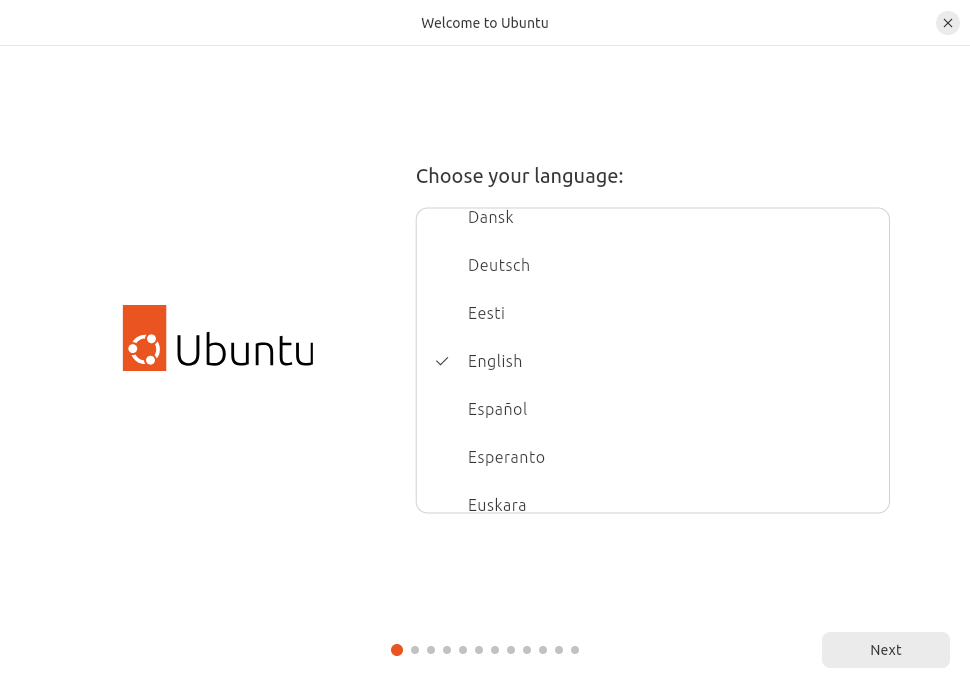 Welcome to Ubuntu
Choose your language:
Dansk
Deutsch
Eesti
English
Español
Esperanto
Euskara
Ubuntu
Next